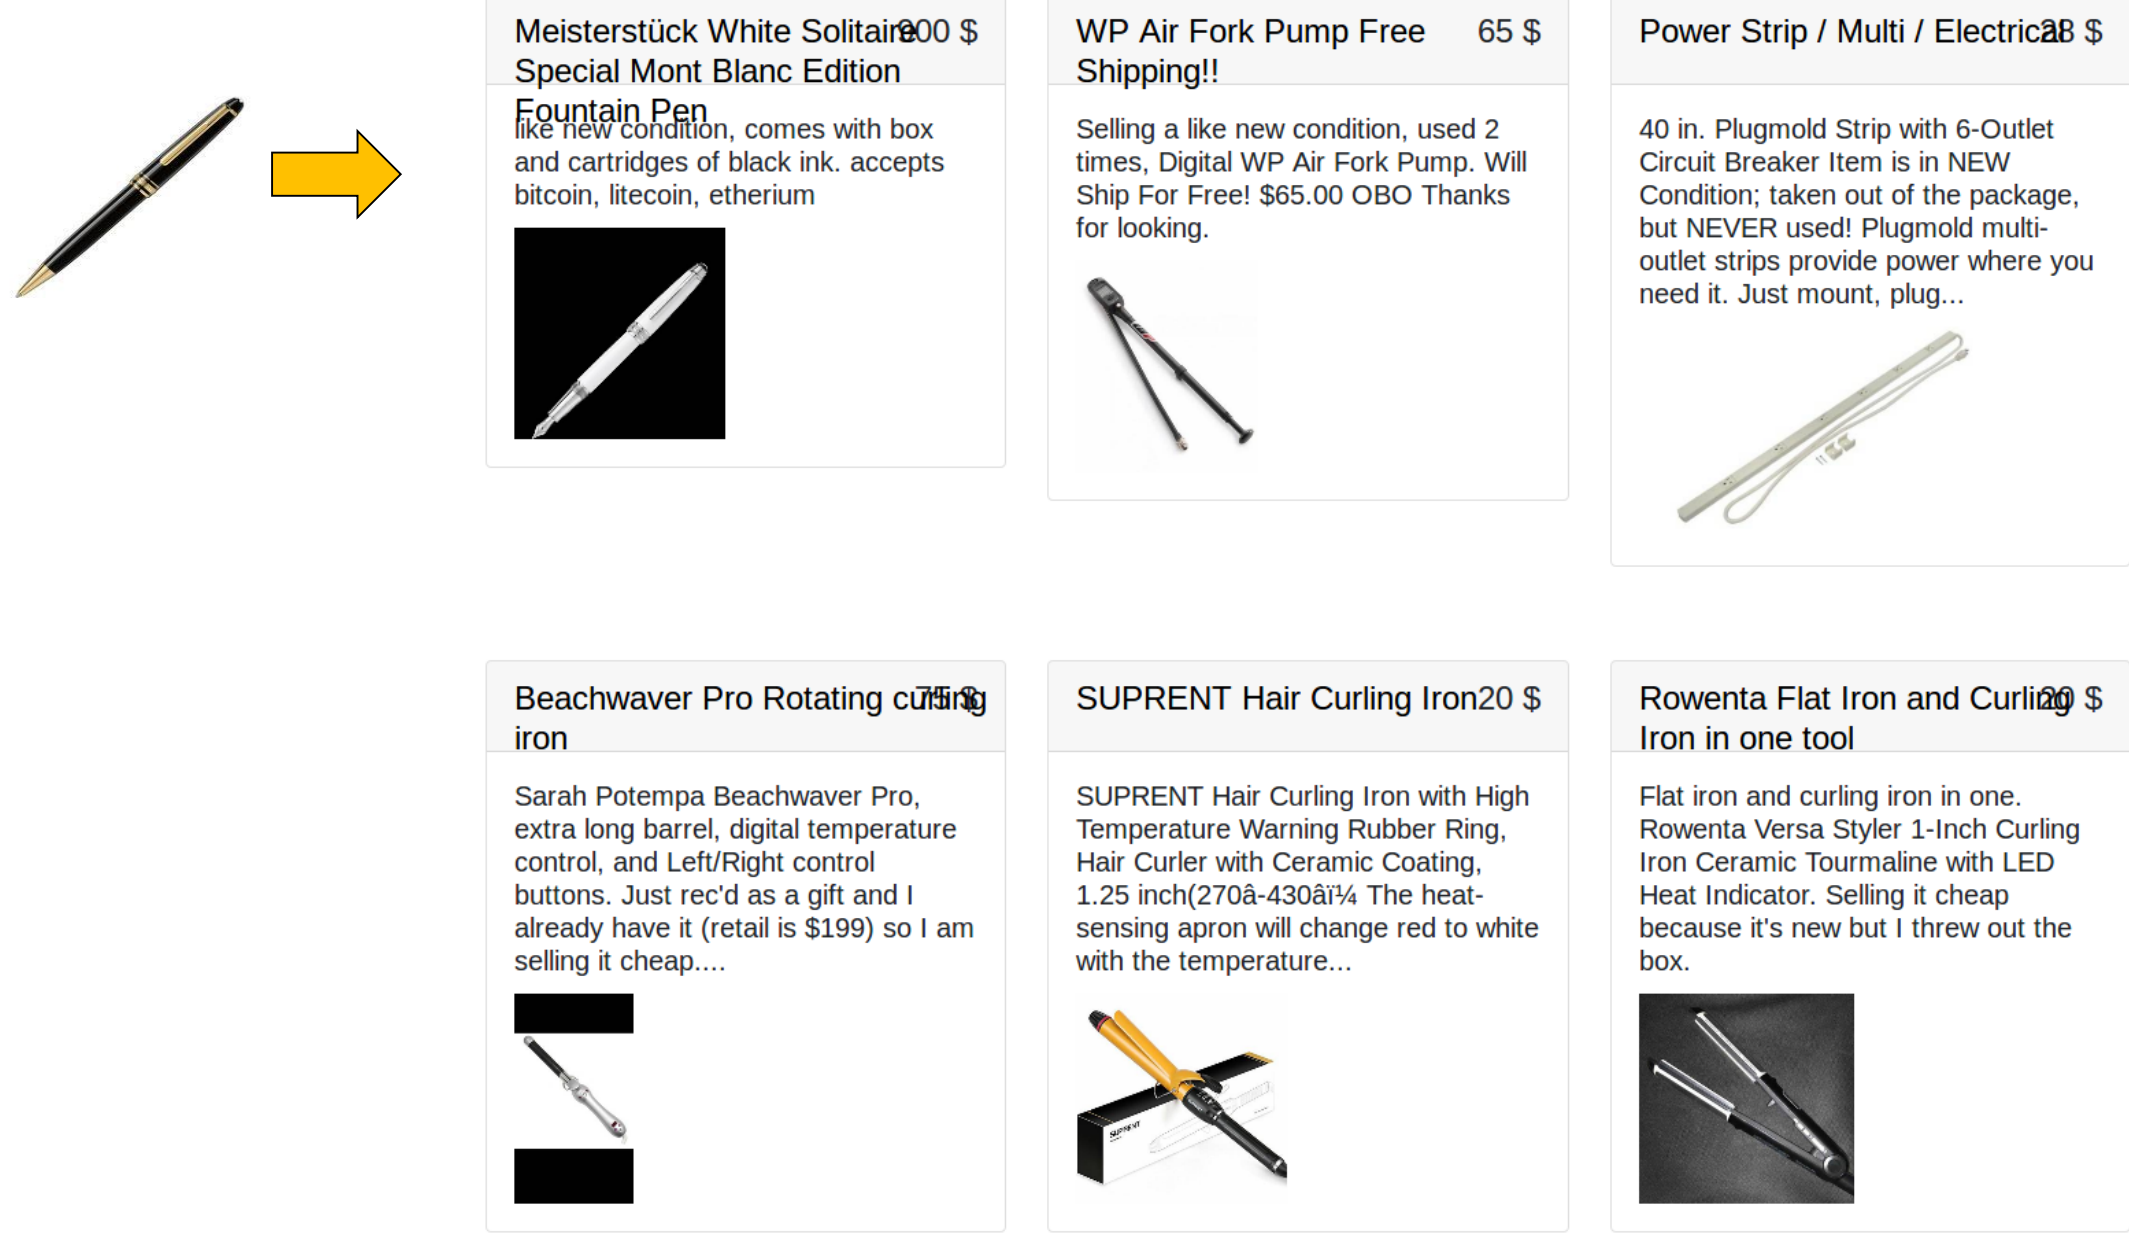 Meisterstück White Solitaire 900 $
Special Mont Blanc Edition
Fountain Pen
like new condition, comes with box
and cartridges of black ink. accepts
bitcoin, litecoin, etherium
WP Air Fork Pump Free 65 $
Shipping!!
Selling a like new condition, used 2
times, Digital WP Air Fork Pump. Will
Ship For Free! $65.00 OBO Thanks
for looking.
Power Strip / Multi / Electrical 28 $
40 in. Plugmold Strip with 6-Outlet
Circuit Breaker Item is in NEW
Condition; taken out of the package,
but NEVER used! Plugmold multi-
outlet strips provide power where you
need it. Just mount, plug...
Beachwaver Pro Rotating curling 75 $
iron
Sarah Potempa Beachwaver Pro,
extra long barrel, digital temperature
control, and Left/Right control
buttons. Just rec'd as a gift and I
already have it (retail is $199) so I am
selling it cheap....
SUPRENT Hair Curling Iron 20 $
SUPRENT Hair Curling Iron with High
Temperature Warning Rubber Ring,
Hair Curler with Ceramic Coating,
1.25 inch(270â-430âï¼ The heat-
sensing apron will change red to white
with the temperature...
SUPRENT
Rowenta Flat Iron and Curling 20 $
Iron in one tool
Flat iron and curling iron in one.
Rowenta Versa Styler 1-Inch Curling
Iron Ceramic Tourmaline with LED
Heat Indicator. Selling it cheap
because it's new but I threw out the
box.